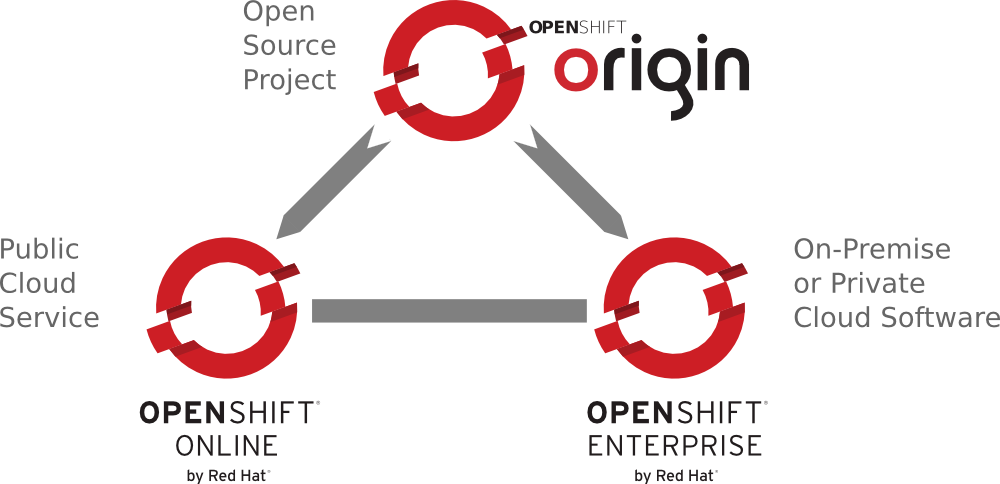 Open
Source
Project
OPENSHIFT
origin
Public
Cloud
Service
On-Premise
or Private
Cloud Software
OPENSHIFT®
ONLINE
by Red Hat®
OPENSHIFT®
ENTERPRISE
by Red Hat®